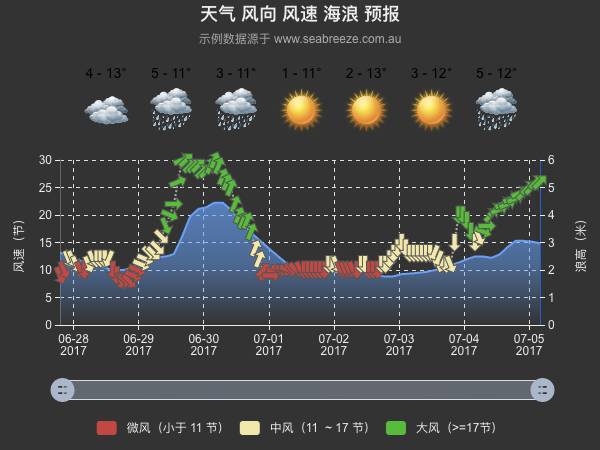 天气 风向 风速 海浪 预报
示例数据源于 www.seabreeze.com.au
4 - 13° 5 - 11° 3 - 11° 1 - 11° 2 - 13° 3 - 12° 5 - 12°
风速（节）
30
25
20
15
10
5
0
6
5
4
3
2
1
0
浪高（米）
06-28 06-29 06-30 07-01 07-02 07-03 07-04 07-05
2017 2017 2017 2017 2017 2017 2017 2017
微风（小于 11 节） 中风（11 ~ 17 节） 大风（>=17节）